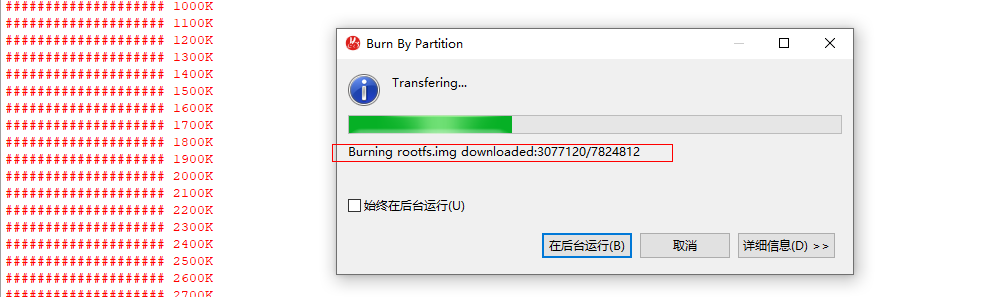 #################### 1000K
#################### 1100K
#################### 1200K
#################### 1300K
#################### 1400K
#################### 1500K
#################### 1600K
#################### 1700K
#################### 1800K
#################### 1900K
#################### 2000K
#################### 2100K
#################### 2200K
#################### 2300K
#################### 2400K
#################### 2500K
#################### 2600K
#################### 2700K
Burn By Partition
Transfering...
Burning rootfs.img downloaded:3077120/7824812
始终在后台运行(U)
在后台运行(B) 取消 详细信息(D) >>